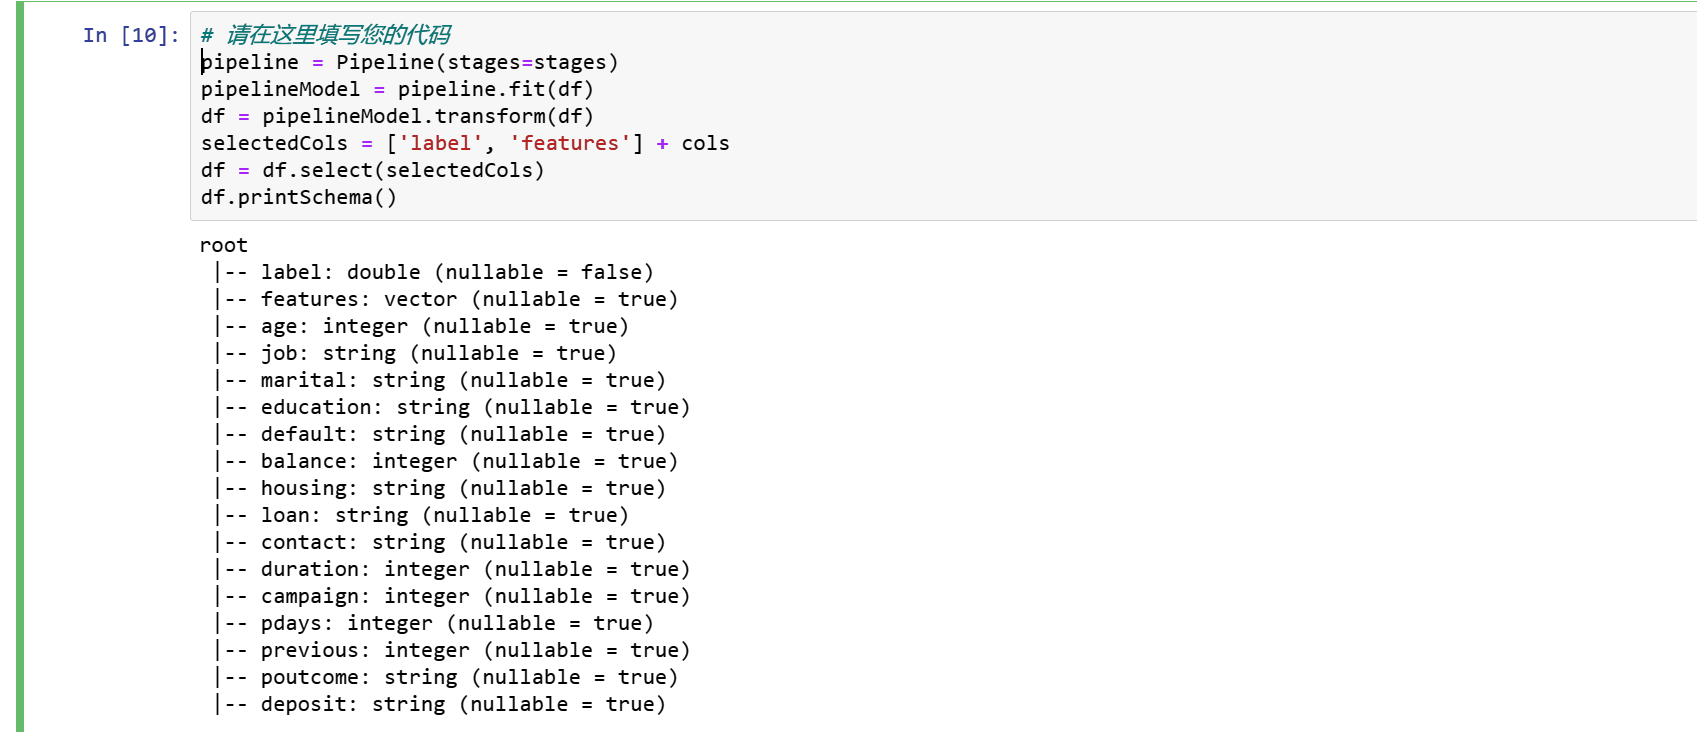 In [10]: # 请在这里填写您的代码
pipeline = Pipeline(stages=stages)
pipelineModel = pipeline.fit(df)
df = pipelineModel.transform(df)
selectedCols = ['label', 'features'] + cols
df = df.select(selectedCols)
df.printSchema()
root
 |-- label: double (nullable = false)
 |-- features: vector (nullable = true)
 |-- age: integer (nullable = true)
 |-- job: string (nullable = true)
 |-- marital: string (nullable = true)
 |-- education: string (nullable = true)
 |-- default: string (nullable = true)
 |-- balance: integer (nullable = true)
 |-- housing: string (nullable = true)
 |-- loan: string (nullable = true)
 |-- contact: string (nullable = true)
 |-- duration: integer (nullable = true)
 |-- campaign: integer (nullable = true)
 |-- pdays: integer (nullable = true)
 |-- previous: integer (nullable = true)
 |-- poutcome: string (nullable = true)
 |-- deposit: string (nullable = true)